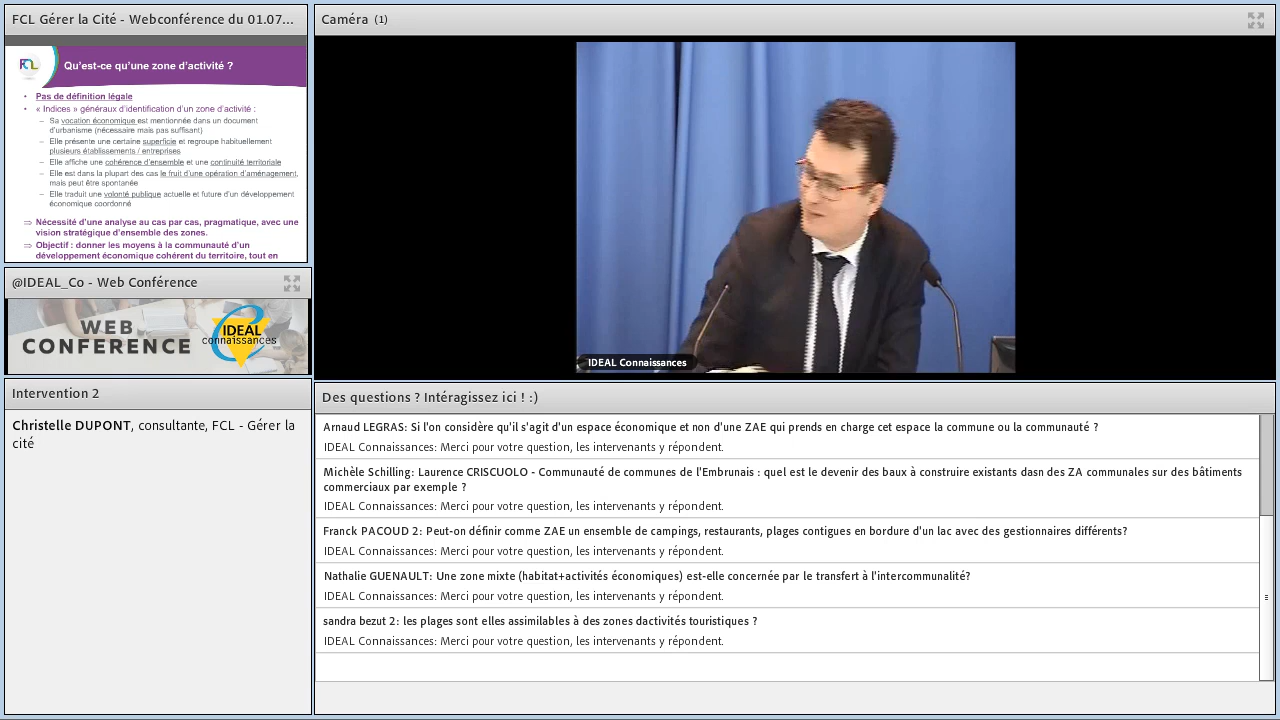 FCL Gérer la Cité - Webconférence du 01.07...
FCL
Qu'est-ce qu'une zone d'activité ?
• Pas de définition légale
• « Indices » généraux d'identification d'un zone d'activité :
– Sa vocation économique est mentionnée dans un document
d'urbanisme (nécessaire mais pas suffisant)
– Elle présente une certaine superficie et regroupe habituellement
plusieurs établissements / entreprises
– Elle affiche une cohérence d'ensemble et une continuité territoriale
– Elle est dans la plupart des cas le fruit d'une opération d'aménagement,
mais peut être spontanée
– Elle traduit une volonté publique actuelle et future d'un développement
économique coordonné
⇒ Nécessité d'une analyse au cas par cas, pragmatique, avec une
vision stratégique d'ensemble des zones.
⇒ Objectif : donner les moyens à la communauté d'un
développement économique cohérent du territoire, tout en
@IDEAL_Co - Web Conférence
WEB
CONFERENCE
IDEAL
connaissances
Intervention 2
Christelle DUPONT, consultante, FCL - Gérer la
cité
Caméra (1)
IDEAL Connaissances
Des questions ? Intéragissez ici ! :)
Arnaud LEGRAS: Si l'on considère qu'il s'agit d'un espace économique et non d'une ZAE qui prends en charge cet espace la commune ou la communauté ?
IDEAL Connaissances: Merci pour votre question, les intervenants y répondent.
Michèle Schilling: Laurence CRISCUOLO - Communauté de communes de l'Embrunais : quel est le devenir des baux à construire existants dasn des ZA communales sur des bâtiments
commerciaux par exemple ?
IDEAL Connaissances: Merci pour votre question, les intervenants y répondent.
Franck PACOUD 2: Peut-on définir comme ZAE un ensemble de campings, restaurants, plages contigues en bordure d'un lac avec des gestionnaires différents?
IDEAL Connaissances: Merci pour votre question, les intervenants y répondent.
Nathalie GUENAULT: Une zone mixte (habitat+activités économiques) est-elle concernée par le transfert à l'intercommunalité?
IDEAL Connaissances: Merci pour votre question, les intervenants y répondent.
sandra bezut 2: les plages sont elles assimilables à des zones dactivités touristiques ?
IDEAL Connaissances: Merci pour votre question, les intervenants y répondent.